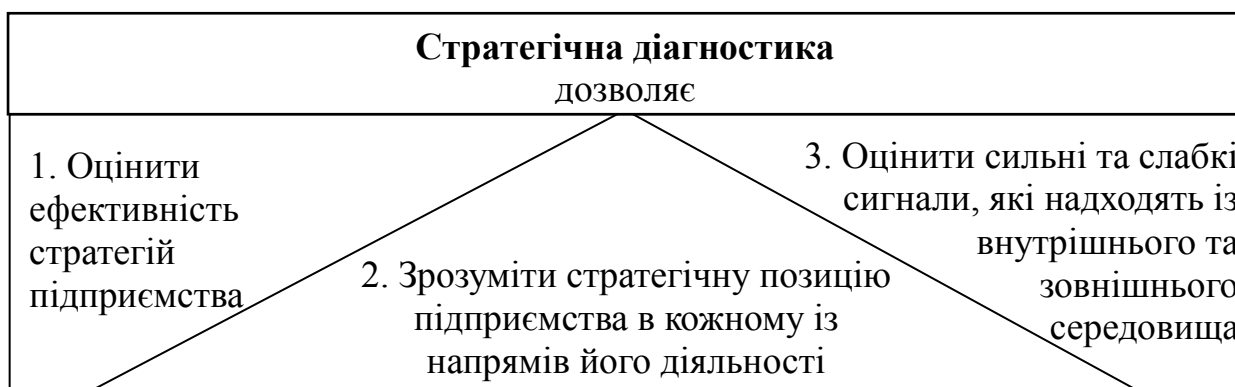 Стратегічна діагностика
дозволяє
1. Оцінити
ефективність
стратегій
підприємства
2. Зрозуміти стратегічну позицію
підприємства в кожному із
напрямів його діяльності
3. Оцінити сильні та слабкі
сигнали, які надходять із
внутрішнього та
зовнішнього
середовища